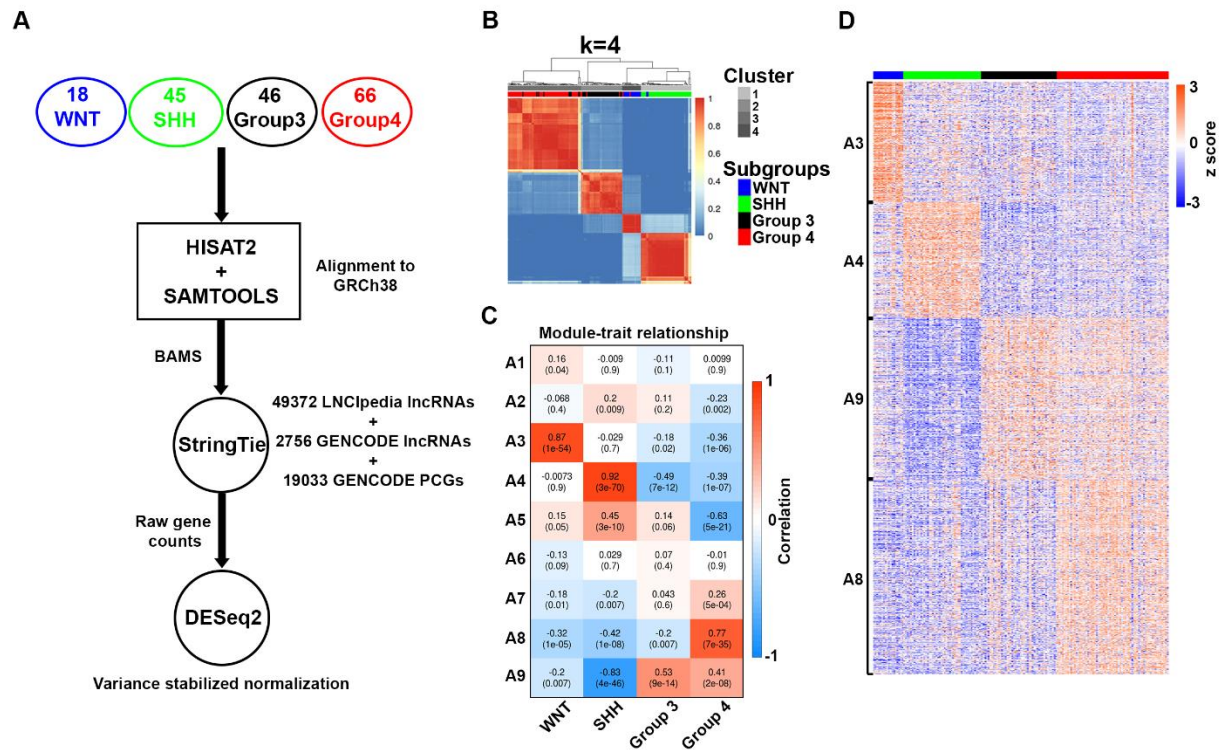 A
18
WNT
45
SHH
46
Group3
66
Group4
HISAT2
+
SAMTOOLS
Alignment to
GRCh38
BAMS
StringTie
49372 LNCIpedia lncRNAs
+
2756 GENCODE lncRNAs
+
19033 GENCODE PCGs
Raw gene
counts
DESeq2
Variance stabilized normalization
B
k=4
1
0.8
0.6
0.4
0.2
0
Cluster
1
2
3
4
Subgroups
WNT
SHH
Group 3
Group 4
C
Module-trait relationship
A1 0.16 -0.009 -0.11 0.0099
(0.04) (0.9) (0.1) (0.9)
A2 -0.068 0.2 0.11 -0.23
(0.4) (0.009) (0.2) (0.002)
A3 0.87 -0.029 -0.18 -0.36
(1e-54) (0.7) (0.02) (1e-06)
A4 -0.0073 0.92 -0.49 -0.39
(0.9) (3e-70) (7e-12) (1e-07)
A5 0.15 0.45 0.14 -0.63
(0.05) (3e-10) (0.06) (5e-21)
A6 -0.13 0.029 0.07 -0.01
(0.09) (0.7) (0.4) (0.9)
A7 -0.18 -0.2 0.043 0.26
(0.01) (0.007) (0.6) (5e-04)
A8 -0.32 -0.42 -0.2 0.77
(1e-05) (1e-08) (0.007) (7e-35)
A9 -0.2 -0.83 0.53 0.41
(0.007) (4e-46) (9e-14) (2e-08)
WNT SHH Group 3 Group 4
1
0
-1
Correlation
D
A3
A4
A9
A8
3
0
-3
z score